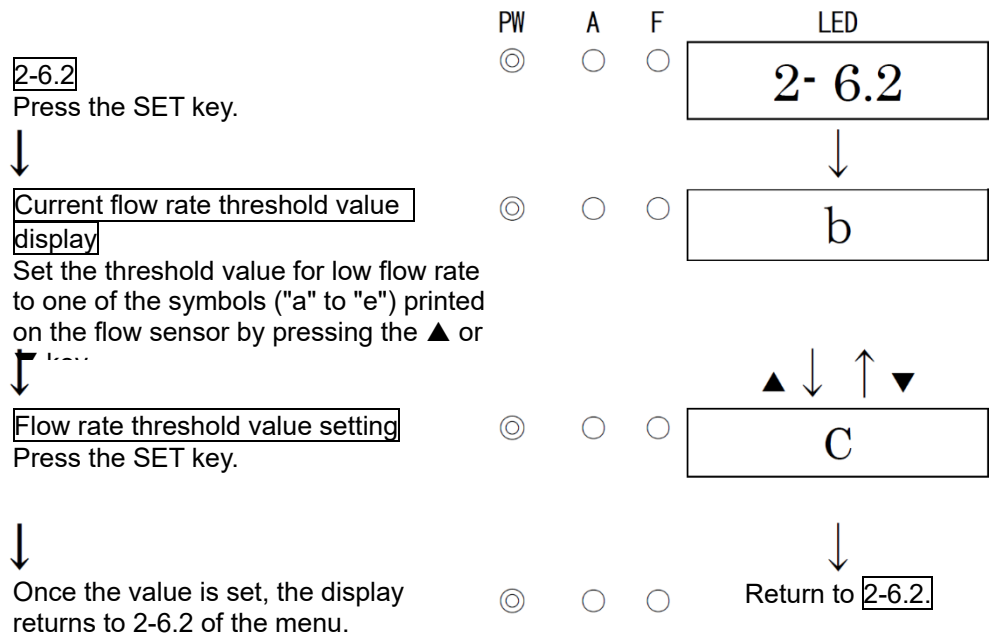 PW A F LED
2-6.2
Press the SET key.
2- 6.2
Current flow rate threshold value
display
Set the threshold value for low flow rate
to one of the symbols ("a" to "e") printed
on the flow sensor by pressing the ▲ or
b
▲ ▼
Flow rate threshold value setting
Press the SET key.
C
Once the value is set, the display
returns to 2-6.2 of the menu.
Return to 2-6.2.